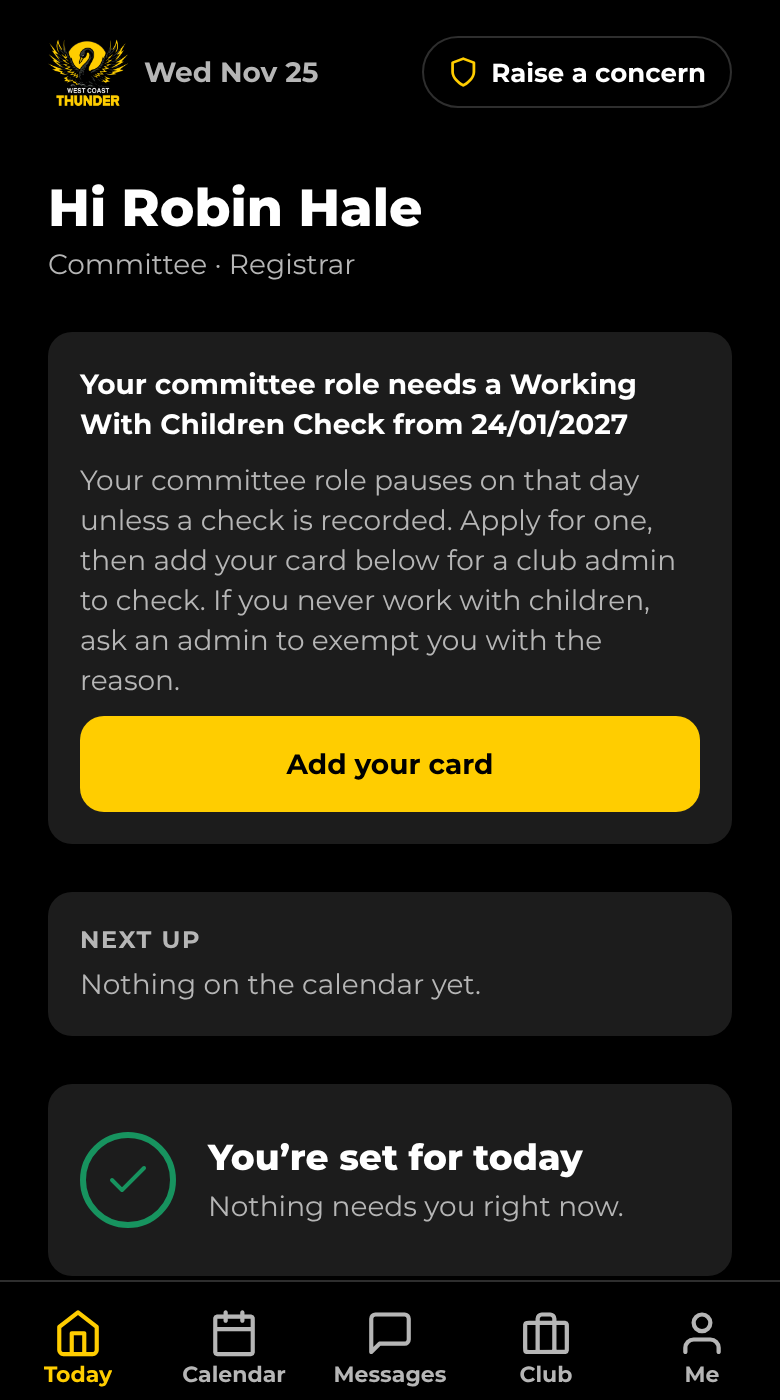 WEST COAST
THUNDER
Wed Nov 25
Raise a concern
Hi Robin Hale
Committee · Registrar
Your committee role needs a Working
With Children Check from 24/01/2027
Your committee role pauses on that day
unless a check is recorded. Apply for one,
then add your card below for a club admin
to check. If you never work with children,
ask an admin to exempt you with the
reason.
Add your card
NEXT UP
Nothing on the calendar yet.
You’re set for today
Nothing needs you right now.
Today
Calendar
Messages
Club
Me